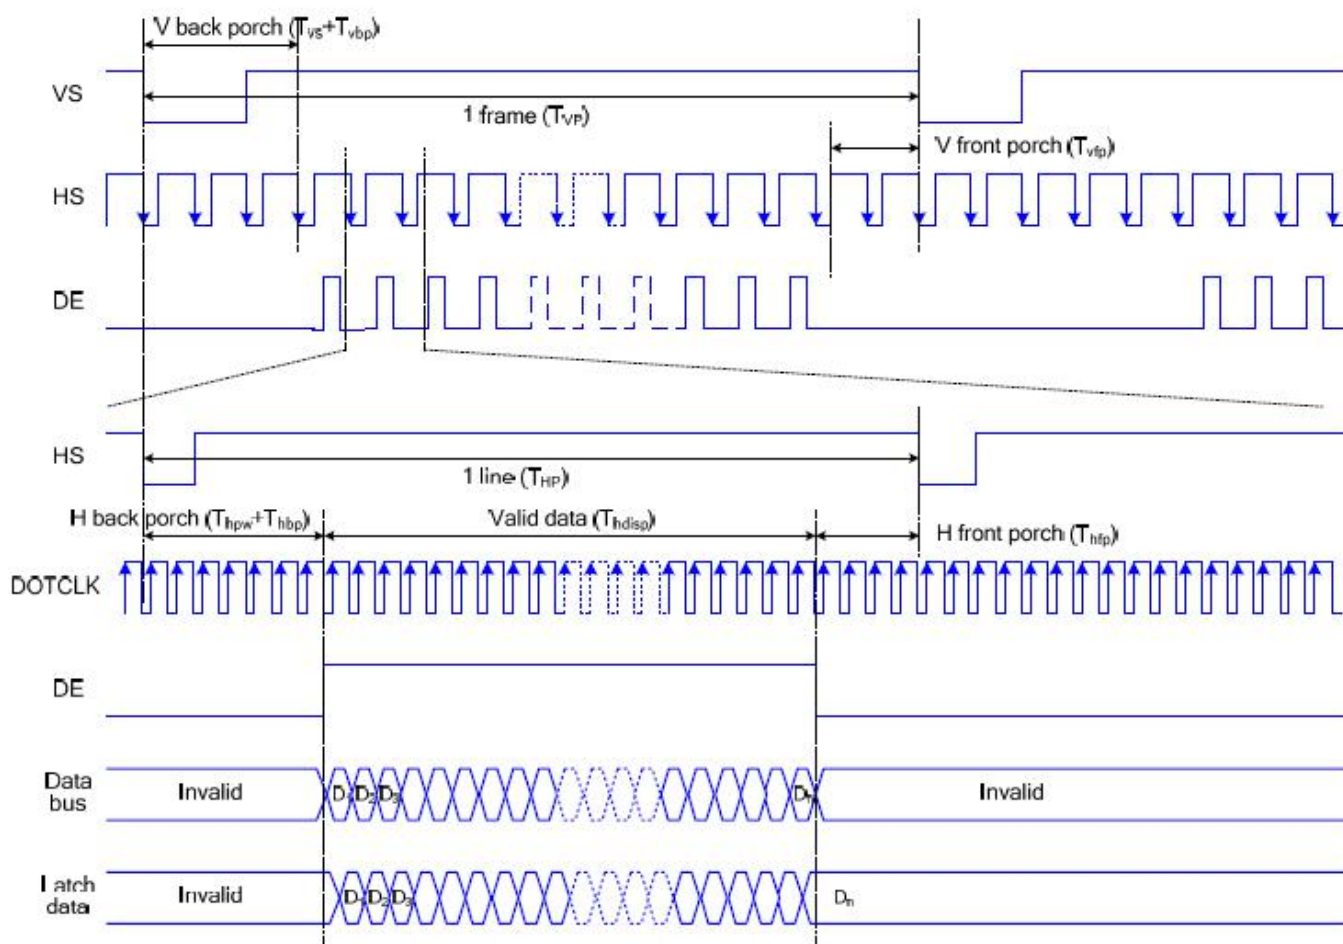 V back porch (Tvs+Tvbp)
VS
1 frame (TVP)
V front porch (Tvfp)
HS
DE
HS
1 line (THP)
H back porch (Thpw+Thbp)
Valid data (Thdisp)
H front porch (Thfp)
DOTCLK
DE
Data
bus
Invalid
D1 D2 D3
Dn
Invalid
Latch
data
Invalid
D1 D2 D3
Dn